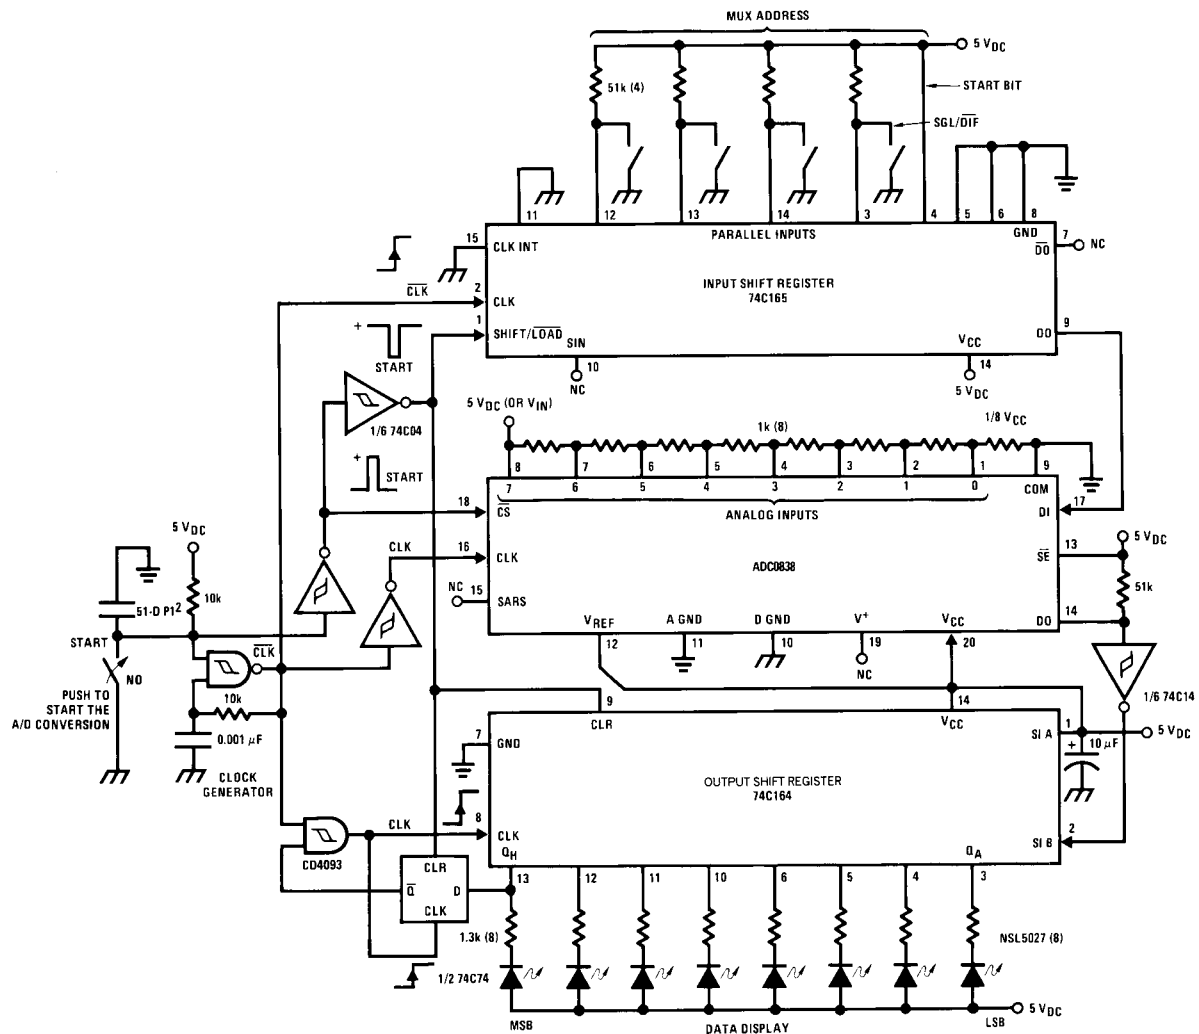 MUX ADDRESS
5 VDC
51k (4)
START BIT
SGL/DIF
11
12
13
14
3
4
5
6
8
PARALLEL INPUTS
GND
15
CLK INT
DO
7
NC
INPUT SHIFT REGISTER
74C165
CLK
2
CLK
+
START
1
SHIFT/LOAD
SIN
VCC
DO
9
10
NC
14
5 VDC
1/6 74C04
5 VDC (OR VIN)
1k (8)
1/8 VCC
+
START
8
7
6
5
4
3
2
1
9
7
6
5
4
3
2
1
0
COM
18
CS
ANALOG INPUTS
DI
17
5 VDC
CLK
16
CLK
ADC0838
SE
13
5 VDC
51k
NC
15
SARS
DO
14
VREF
A GND
D GND
V+
VCC
12
11
10
19
20
NC
10k
51-D P12
START
CLK
NO
PUSH TO
START THE
A/D CONVERSION
10k
0.001 µF
CLOCK
GENERATOR
1/6 74C14
9
14
CLR
VCC
7
GND
SI A
1
5 VDC
+
10 µF
OUTPUT SHIFT REGISTER
74C164
CLK
8
CLK
SI B
2
CD4093
QH
QA
CLR
Q
D
CLK
13
12
11
10
6
5
4
3
1.3k (8)
NSL5027 (8)
1/2 74C74
5 VDC
MSB
DATA DISPLAY
LSB